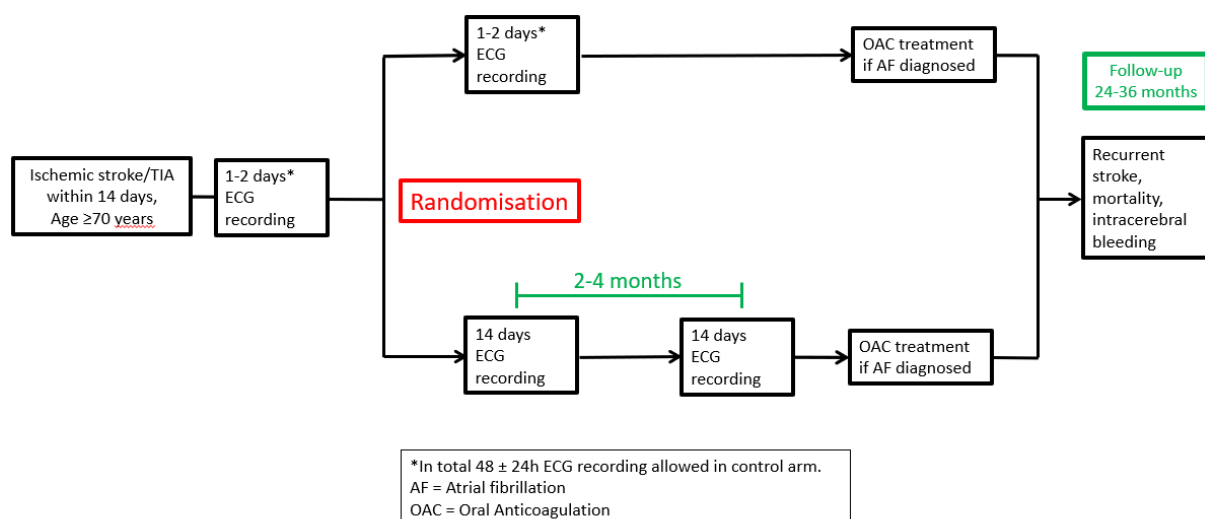 Ischemic stroke/TIA
within 14 days,
Age ≥70 years
1-2 days*
ECG
recording
Randomisation
1-2 days*
ECG
recording
OAC treatment
if AF diagnosed
2-4 months
14 days
ECG
recording
14 days
ECG
recording
OAC treatment
if AF diagnosed
Follow-up
24-36 months
Recurrent
stroke,
mortality,
intracerebral
bleeding
*In total 48 ± 24h ECG recording allowed in control arm.
AF = Atrial fibrillation
OAC = Oral Anticoagulation